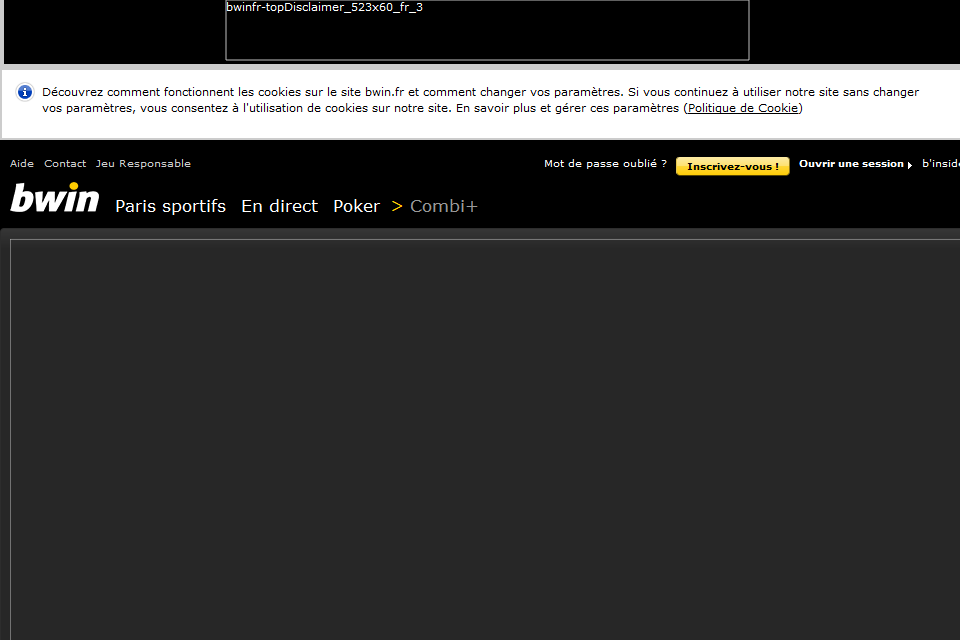 bwinfr-topDisclaimer_523x60_fr_3
Découvrez comment fonctionnent les cookies sur le site bwin.fr et comment changer vos paramètres. Si vous continuez à utiliser notre site sans changer
vos paramètres, vous consentez à l'utilisation de cookies sur notre site. En savoir plus et gérer ces paramètres (Politique de Cookie)
Aide Contact Jeu Responsable Mot de passe oublié ? Inscrivez-vous ! Ouvrir une session b'insid
bwin Paris sportifs En direct Poker > Combi+